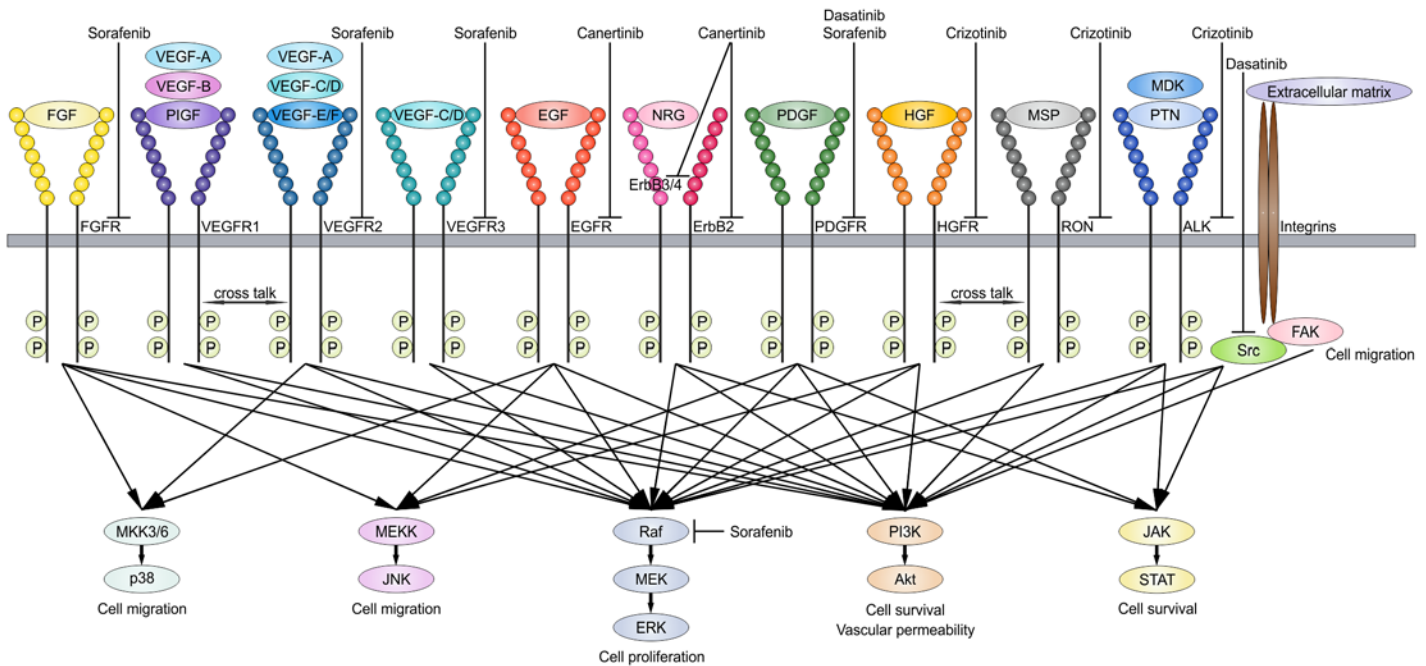 Sorafenib
Sorafenib
Sorafenib
Canertinib
Canertinib
Dasatinib
Sorafenib
Crizotinib
Crizotinib
Crizotinib
Dasatinib
VEGF-A
VEGF-B
VEGF-A
VEGF-C/D
MDK
Extracellular matrix
FGF
PlGF
VEGF-E/F
VEGF-C/D
EGF
NRG
PDGF
HGF
MSP
PTN
ErbB3/4
FGFR
VEGFR1
VEGFR2
VEGFR3
EGFR
ErbB2
PDGFR
HGFR
RON
ALK
Integrins
cross talk
cross talk
P P P P P P P P P P P P P P P P P P P P
P P P P P P P P P P P P P P P P P P P P
FAK
Src
Cell migration
MKK3/6
MEKK
Raf
Sorafenib
PI3K
JAK
p38
JNK
MEK
Akt
STAT
Cell migration
Cell migration
ERK
Cell survival
Vascular permeability
Cell survival
Cell proliferation